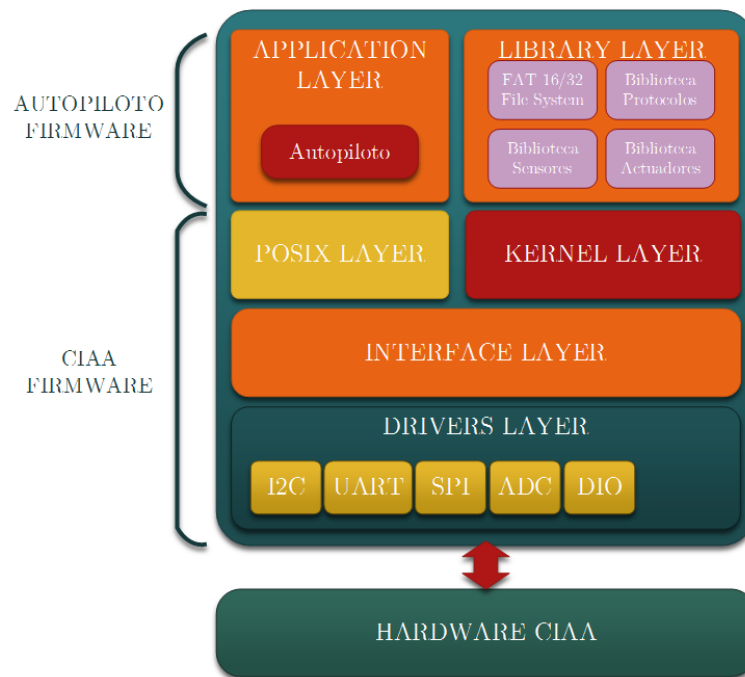 AUTOPILOTO
FIRMWARE
APPLICATION
LAYER
Autopiloto
LIBRARY LAYER
FAT 16/32
File System
Biblioteca
Protocolos
Biblioteca
Sensores
Biblioteca
Actuadores
CIAA
FIRMWARE
POSIX LAYER
KERNEL LAYER
INTERFACE LAYER
DRIVERS LAYER
I2C
UART
SPI
ADC
DIO
HARDWARE CIAA